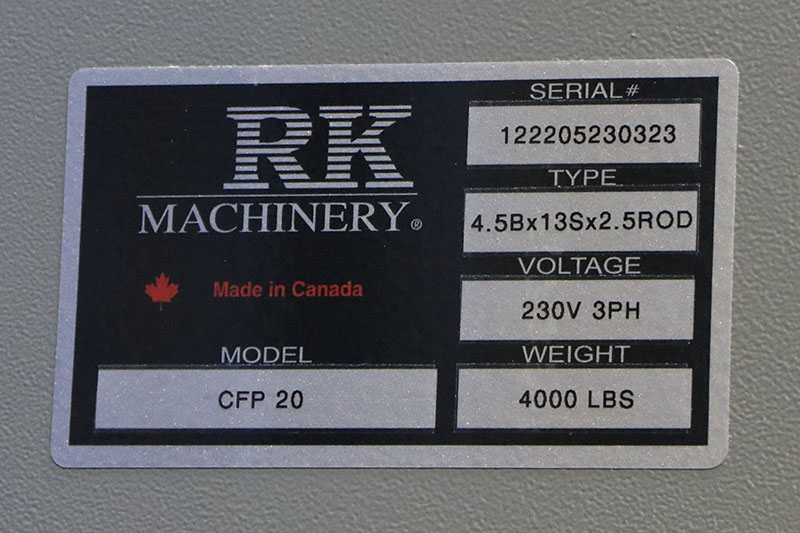 RK
MACHINERY®
Made in Canada
MODEL
CFP 20
SERIAL#
122205230323
TYPE
4.5Bx13Sx2.5ROD
VOLTAGE
230V 3PH
WEIGHT
4000 LBS